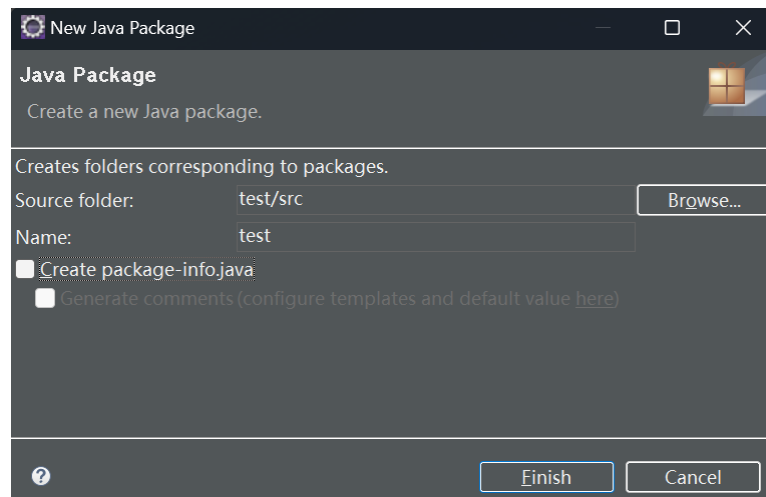 New Java Package
Java Package
Create a new Java package.
Creates folders corresponding to packages.
Source folder: test/src Browse...
Name: test
Create package-info.java
Generate comments (configure templates and default value here)
? Finish Cancel